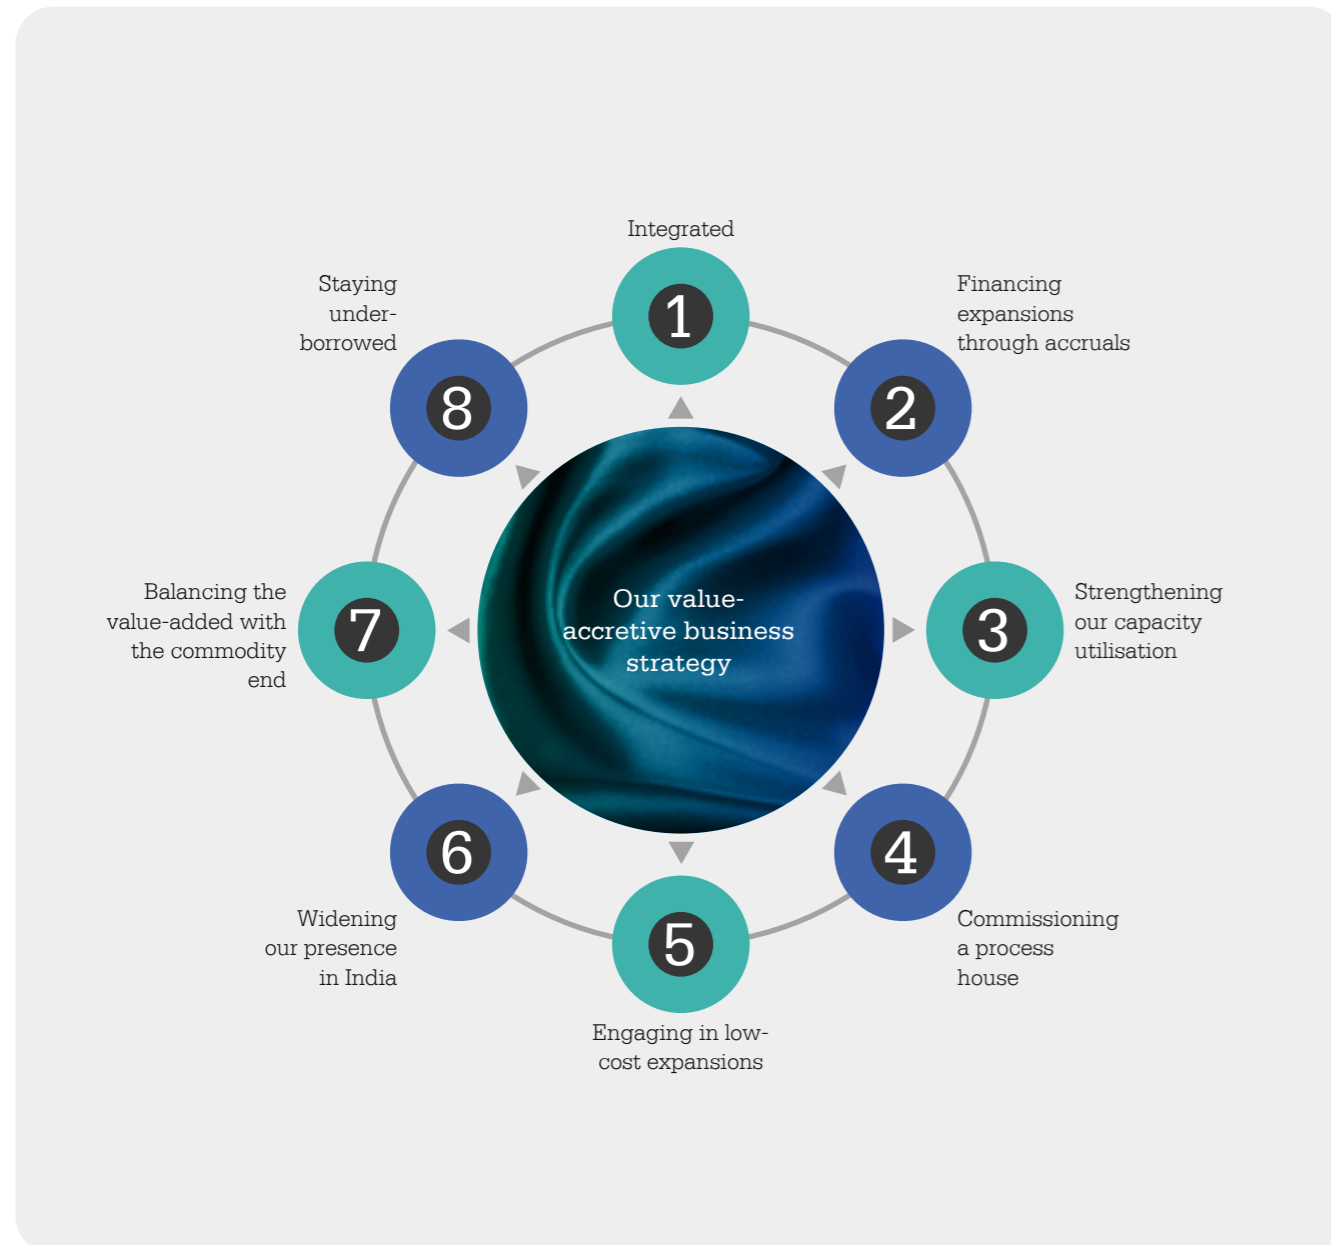 Integrated
1
Financing
expansions
through accruals
2
Strengthening
our capacity
utilisation
3
Commissioning
a process
house
4
Engaging in low-
cost expansions
5
Widening
our presence
in India
6
Balancing the
value-added with
the commodity
end
7
Staying
under-
borrowed
8
Our value-
accretive business
strategy